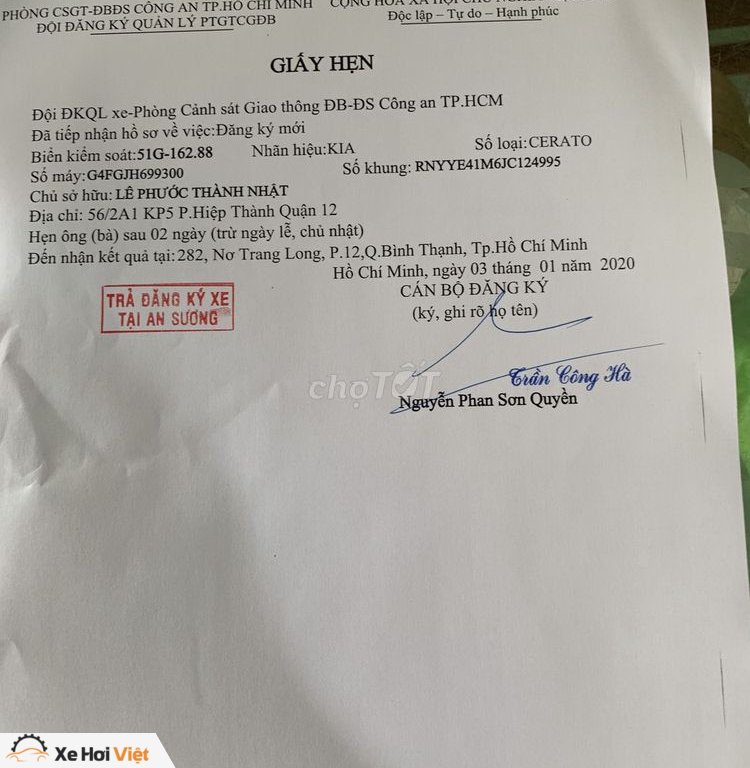 PHÒNG CSGT-ĐBĐS CÔNG AN TP.HỒ CHÍ MINH
ĐỘI ĐĂNG KÝ QUẢN LÝ PTGTCGĐB
Độc lập – Tự do – Hạnh phúc
GIẤY HẸN
Đội ĐKQL xe-Phòng Cảnh sát Giao thông ĐB-ĐS Công an TP.HCM
Đã tiếp nhận hồ sơ về việc:Đăng ký mới
Biển kiểm soát:51G-162.88 Nhãn hiệu:KIA Số loại:CERATO
Số máy:G4FGJH699300 Số khung: RNYYE41M6JC124995
Chủ sở hữu: LÊ PHƯỚC THÀNH NHẬT
Địa chỉ: 56/2A1 KP5 P.Hiệp Thành Quận 12
Hẹn ông (bà) sau 02 ngày (trừ ngày lễ, chủ nhật)
Đến nhận kết quả tại:282, Nơ Trang Long, P.12,Q.Bình Thạnh, Tp.Hồ Chí Minh
Hồ Chí Minh, ngày 03 tháng 01 năm 2020
TRẢ ĐĂNG KÝ XE
TẠI AN SƯƠNG
CÁN BỘ ĐĂNG KÝ
(ký, ghi rõ họ tên)
chợTỐT
Trần Công Hà
Nguyễn Phan Sơn Quyền
Xe Hơi Việt